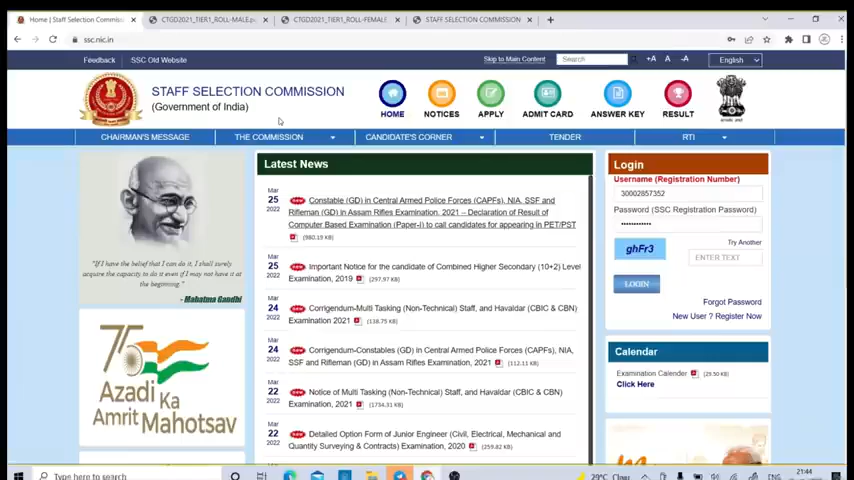 Home | Staff Selection Commiss
CTGD2021_TIER1_ROLL-MALE.p
CTGD2021_TIER1_ROLL-FEMALE
STAFF SELECTION COMMISSION
ssc.nic.in
Feedback
SSC Old Website
Skip to Main Content
Search
+A A -A
English
STAFF SELECTION COMMISSION
(Government of India)
HOME
NOTICES
APPLY
ADMIT CARD
ANSWER KEY
RESULT
CHAIRMAN'S MESSAGE
THE COMMISSION
CANDIDATE'S CORNER
TENDER
RTI
"If I have the belief that I can do it, I shall surely
acquire the capacity to do it even if I may not have it at
the beginning."
- Mahatma Gandhi
75
Azadi Ka
Amrit Mahotsav
Latest News
Mar
25
2022
new
Constable (GD) in Central Armed Police Forces (CAPFs), NIA, SSF and
Rifleman (GD) in Assam Rifles Examination, 2021 – Declaration of Result of
Computer Based Examination (Paper-I) to call candidates for appearing in PET/PST
(980.19 KB)
Mar
25
2022
new
Important Notice for the candidate of Combined Higher Secondary (10+2) Level
Examination, 2019 (297.97 KB)
Mar
24
2022
new
Corrigendum-Multi Tasking (Non-Technical) Staff, and Havaldar (CBIC & CBN)
Examination 2021 (138.75 KB)
Mar
24
2022
new
Corrigendum-Constables (GD) in Central Armed Police Forces (CAPFs), NIA,
SSF and Rifleman (GD) in Assam Rifles Examination, 2021 (112.11 KB)
Mar
22
2022
new
Notice of Multi Tasking (Non-Technical) Staff, and Havaldar (CBIC & CBN)
Examination, 2021 (1734.31 KB)
Mar
22
2022
new
Detailed Option Form of Junior Engineer (Civil, Electrical, Mechanical and
Quantity Surveying & Contracts) Examination, 2020 (259.82 KB)
Login
Username (Registration Number)
30002857352
Password (SSC Registration Password)
••••••••••••
ghFr3
Try Another
ENTER TEXT
LOGIN
Forgot Password
New User ? Register Now
Calendar
Examination Calender (29.50 KB)
Click Here
Type here to search
29°C Clear
ENG
21:44